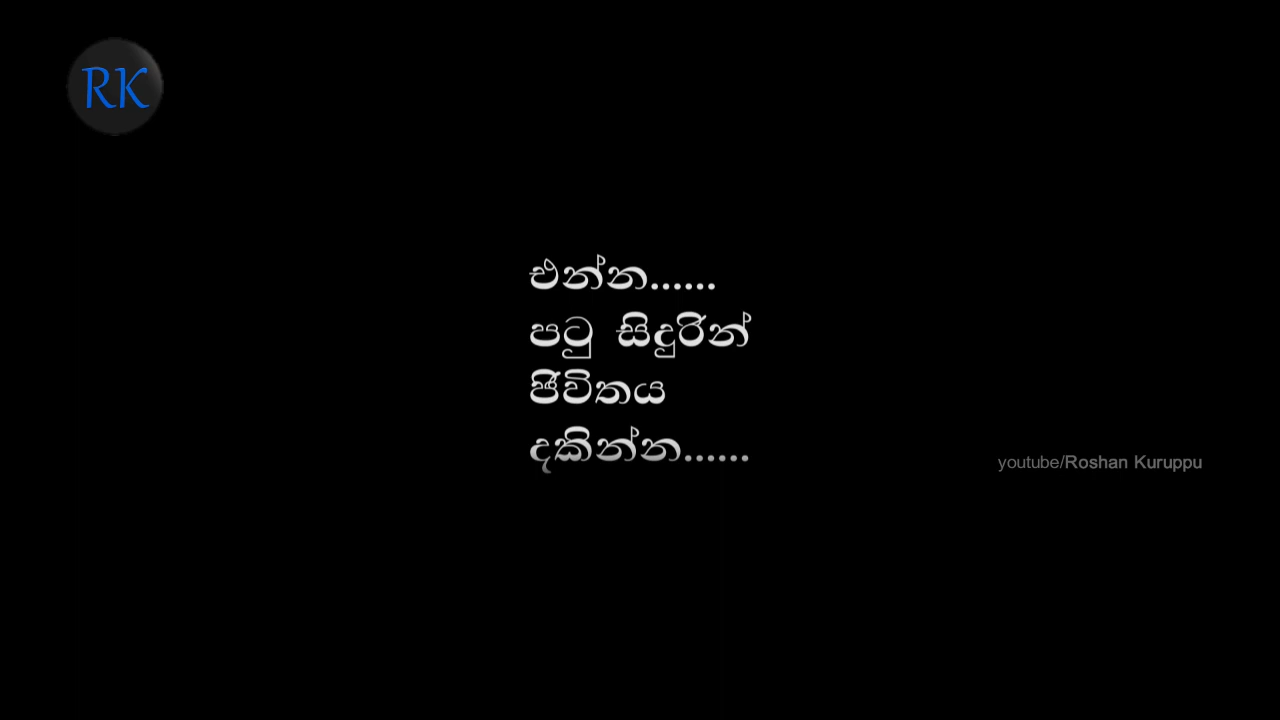 RK
එන්න......
පටු සිදුරින්
ජීවිතය
දකින්න......
youtube/Roshan Kuruppu